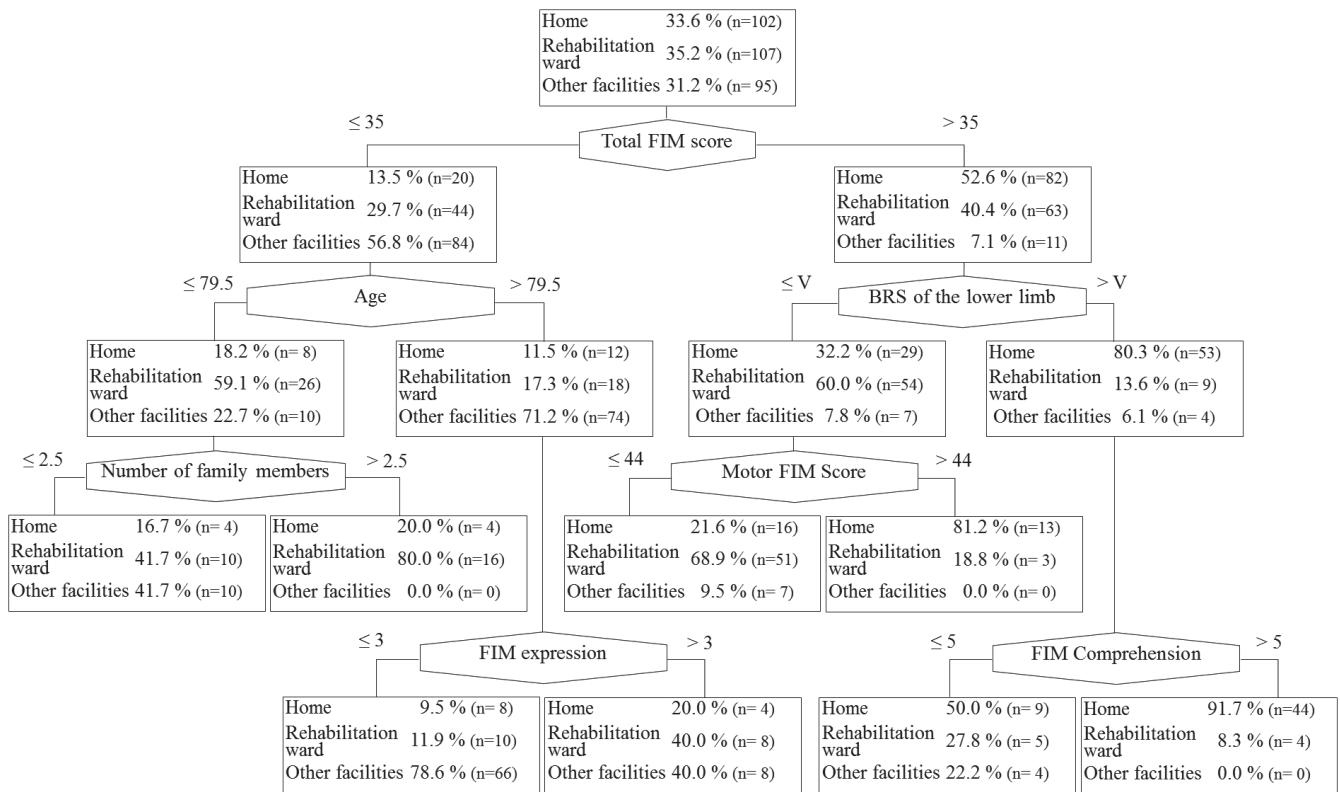 Home 33.6 % (n=102)
Rehabilitation
ward 35.2 % (n=107)
Other facilities 31.2 % (n= 95)
≤ 35
Total FIM score
> 35
Home 13.5 % (n=20)
Rehabilitation
ward 29.7 % (n=44)
Other facilities 56.8 % (n=84)
Home 52.6 % (n=82)
Rehabilitation
ward 40.4 % (n=63)
Other facilities 7.1 % (n=11)
≤ 79.5
Age
> 79.5
≤ V
BRS of the lower limb
> V
Home 18.2 % (n= 8)
Rehabilitation
ward 59.1 % (n=26)
Other facilities 22.7 % (n=10)
Home 11.5 % (n=12)
Rehabilitation
ward 17.3 % (n=18)
Other facilities 71.2 % (n=74)
Home 32.2 % (n=29)
Rehabilitation
ward 60.0 % (n=54)
Other facilities 7.8 % (n= 7)
Home 80.3 % (n=53)
Rehabilitation
ward 13.6 % (n= 9)
Other facilities 6.1 % (n= 4)
≤ 2.5
Number of family members
> 2.5
≤ 44
Motor FIM Score
> 44
Home 16.7 % (n= 4)
Rehabilitation
ward 41.7 % (n=10)
Other facilities 41.7 % (n=10)
Home 20.0 % (n= 4)
Rehabilitation
ward 80.0 % (n=16)
Other facilities 0.0 % (n= 0)
Home 21.6 % (n=16)
Rehabilitation
ward 68.9 % (n=51)
Other facilities 9.5 % (n= 7)
Home 81.2 % (n=13)
Rehabilitation
ward 18.8 % (n= 3)
Other facilities 0.0 % (n= 0)
≤ 3
FIM expression
> 3
≤ 5
FIM Comprehension
> 5
Home 9.5 % (n= 8)
Rehabilitation
ward 11.9 % (n=10)
Other facilities 78.6 % (n=66)
Home 20.0 % (n= 4)
Rehabilitation
ward 40.0 % (n= 8)
Other facilities 40.0 % (n= 8)
Home 50.0 % (n= 9)
Rehabilitation
ward 27.8 % (n= 5)
Other facilities 22.2 % (n= 4)
Home 91.7 % (n=44)
Rehabilitation
ward 8.3 % (n= 4)
Other facilities 0.0 % (n= 0)